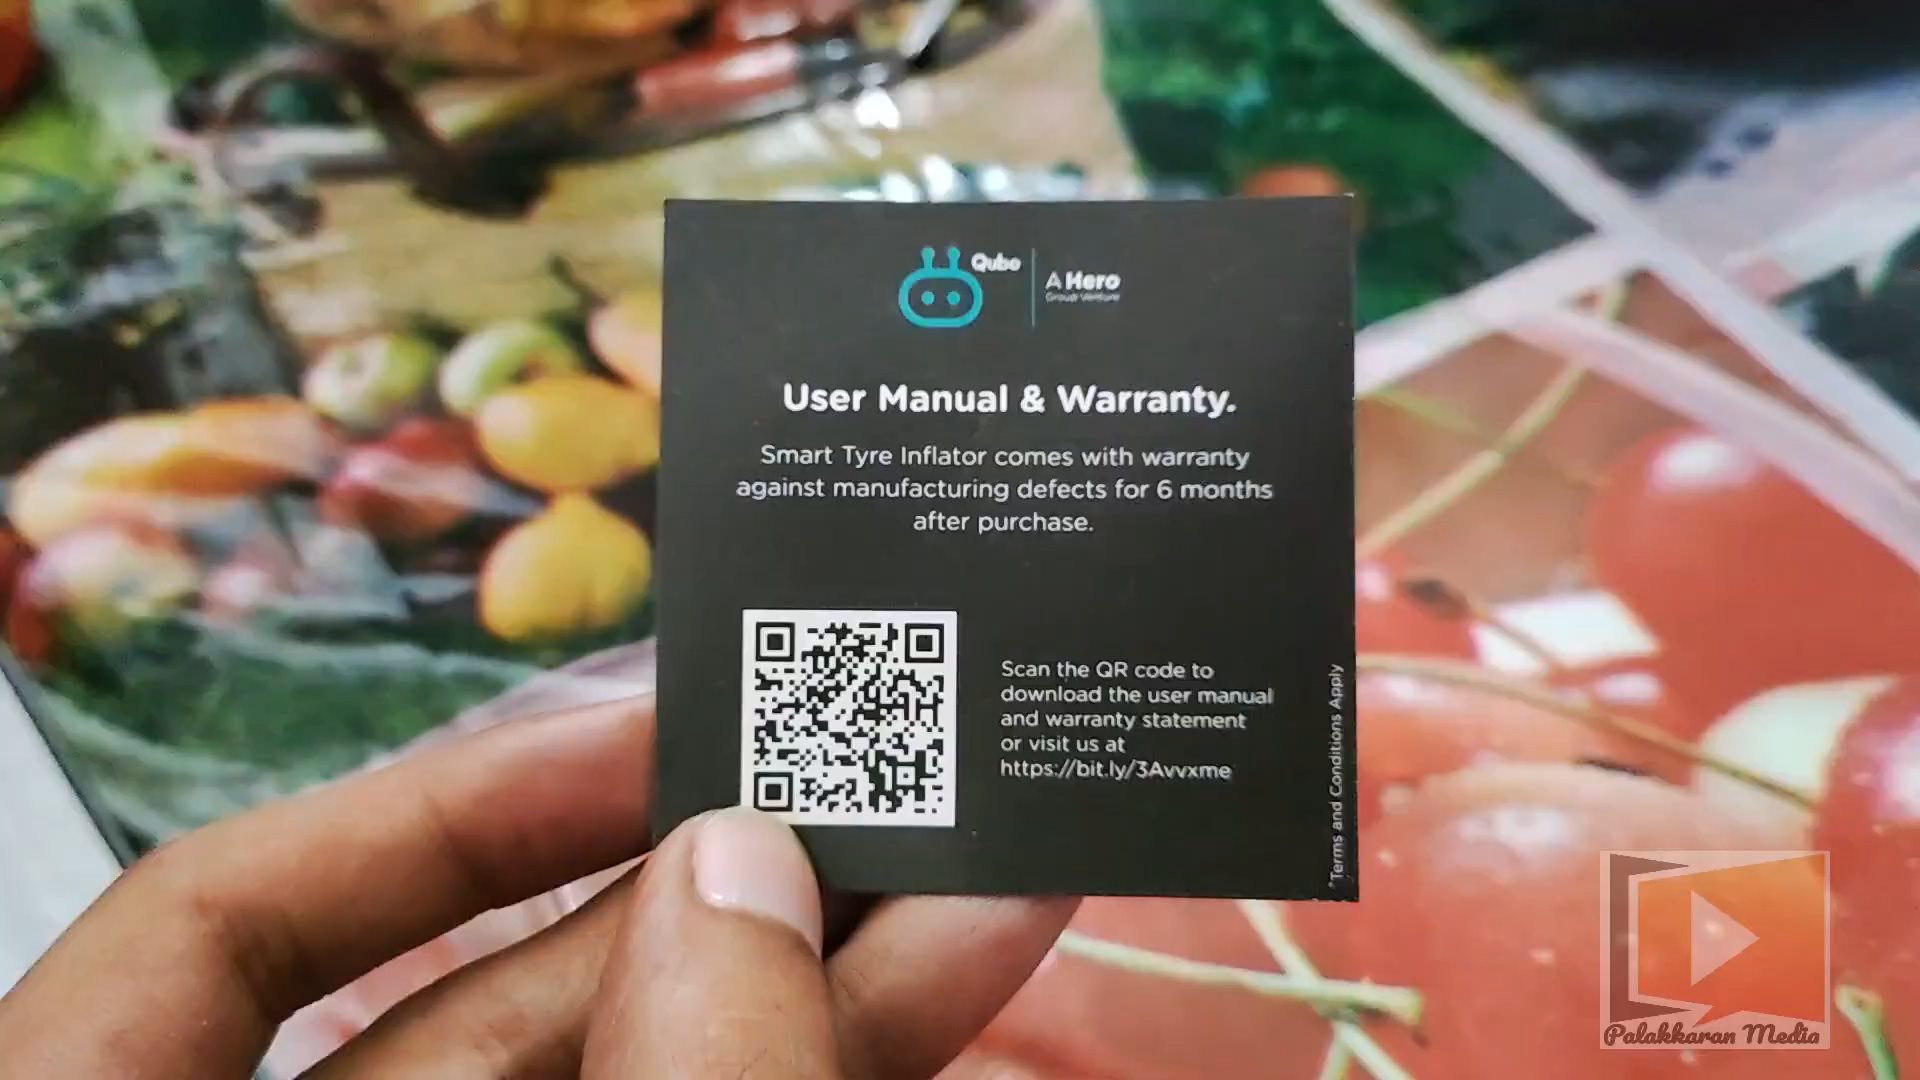 Qubo
A Hero
Group Venture
User Manual & Warranty.
Smart Tyre Inflator comes with warranty
against manufacturing defects for 6 months
after purchase.
Scan the QR code to
download the user manual
and warranty statement
or visit us at
https://bit.ly/3Avvxme
*Terms and Conditions Apply
Palakkaran Media